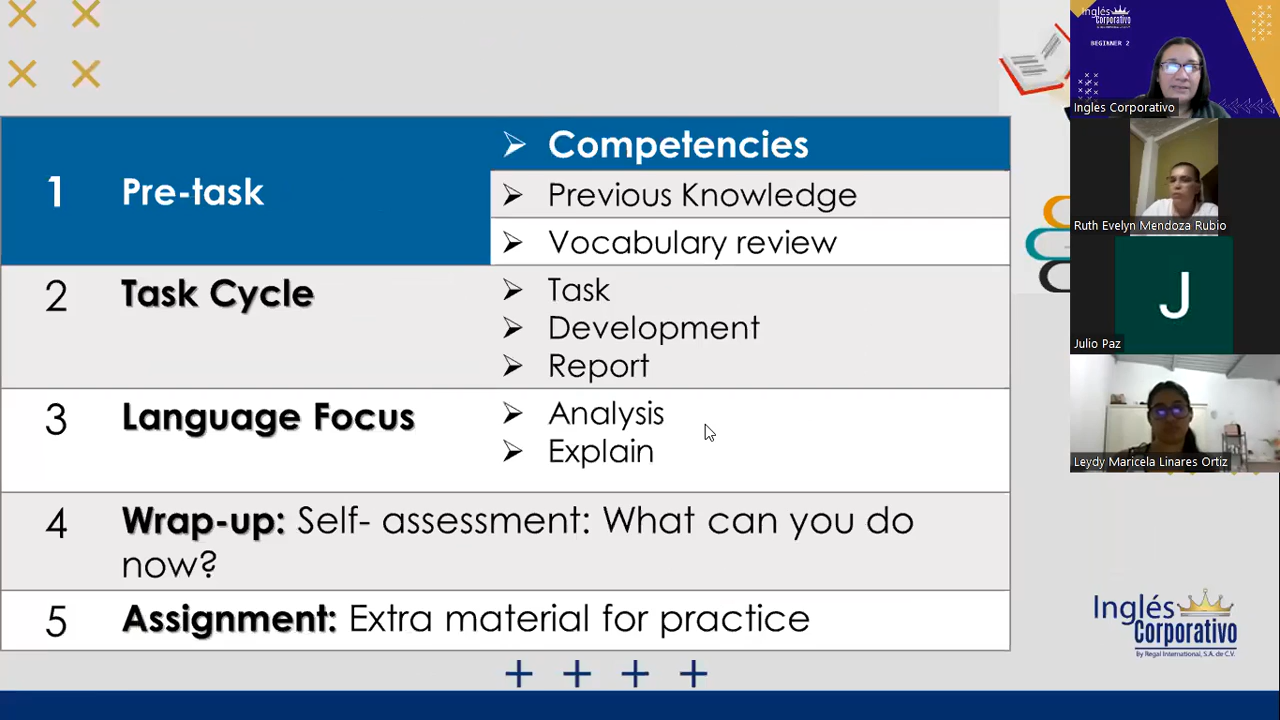 1 Pre-task
Competencies
Previous Knowledge
Vocabulary review
2 Task Cycle
Task
Development
Report
3 Language Focus
Analysis
Explain
4 Wrap-up: Self- assessment: What can you do
now?
5 Assignment: Extra material for practice
Inglés
Corporativo
BEGINNER 2
Ingles Corporativo
Ruth Evelyn Mendoza Rubio
J
Julio Paz
Leydy Maricela Linares Ortiz
Inglés
Corporativo
By Regal International, S.A. de C.V.